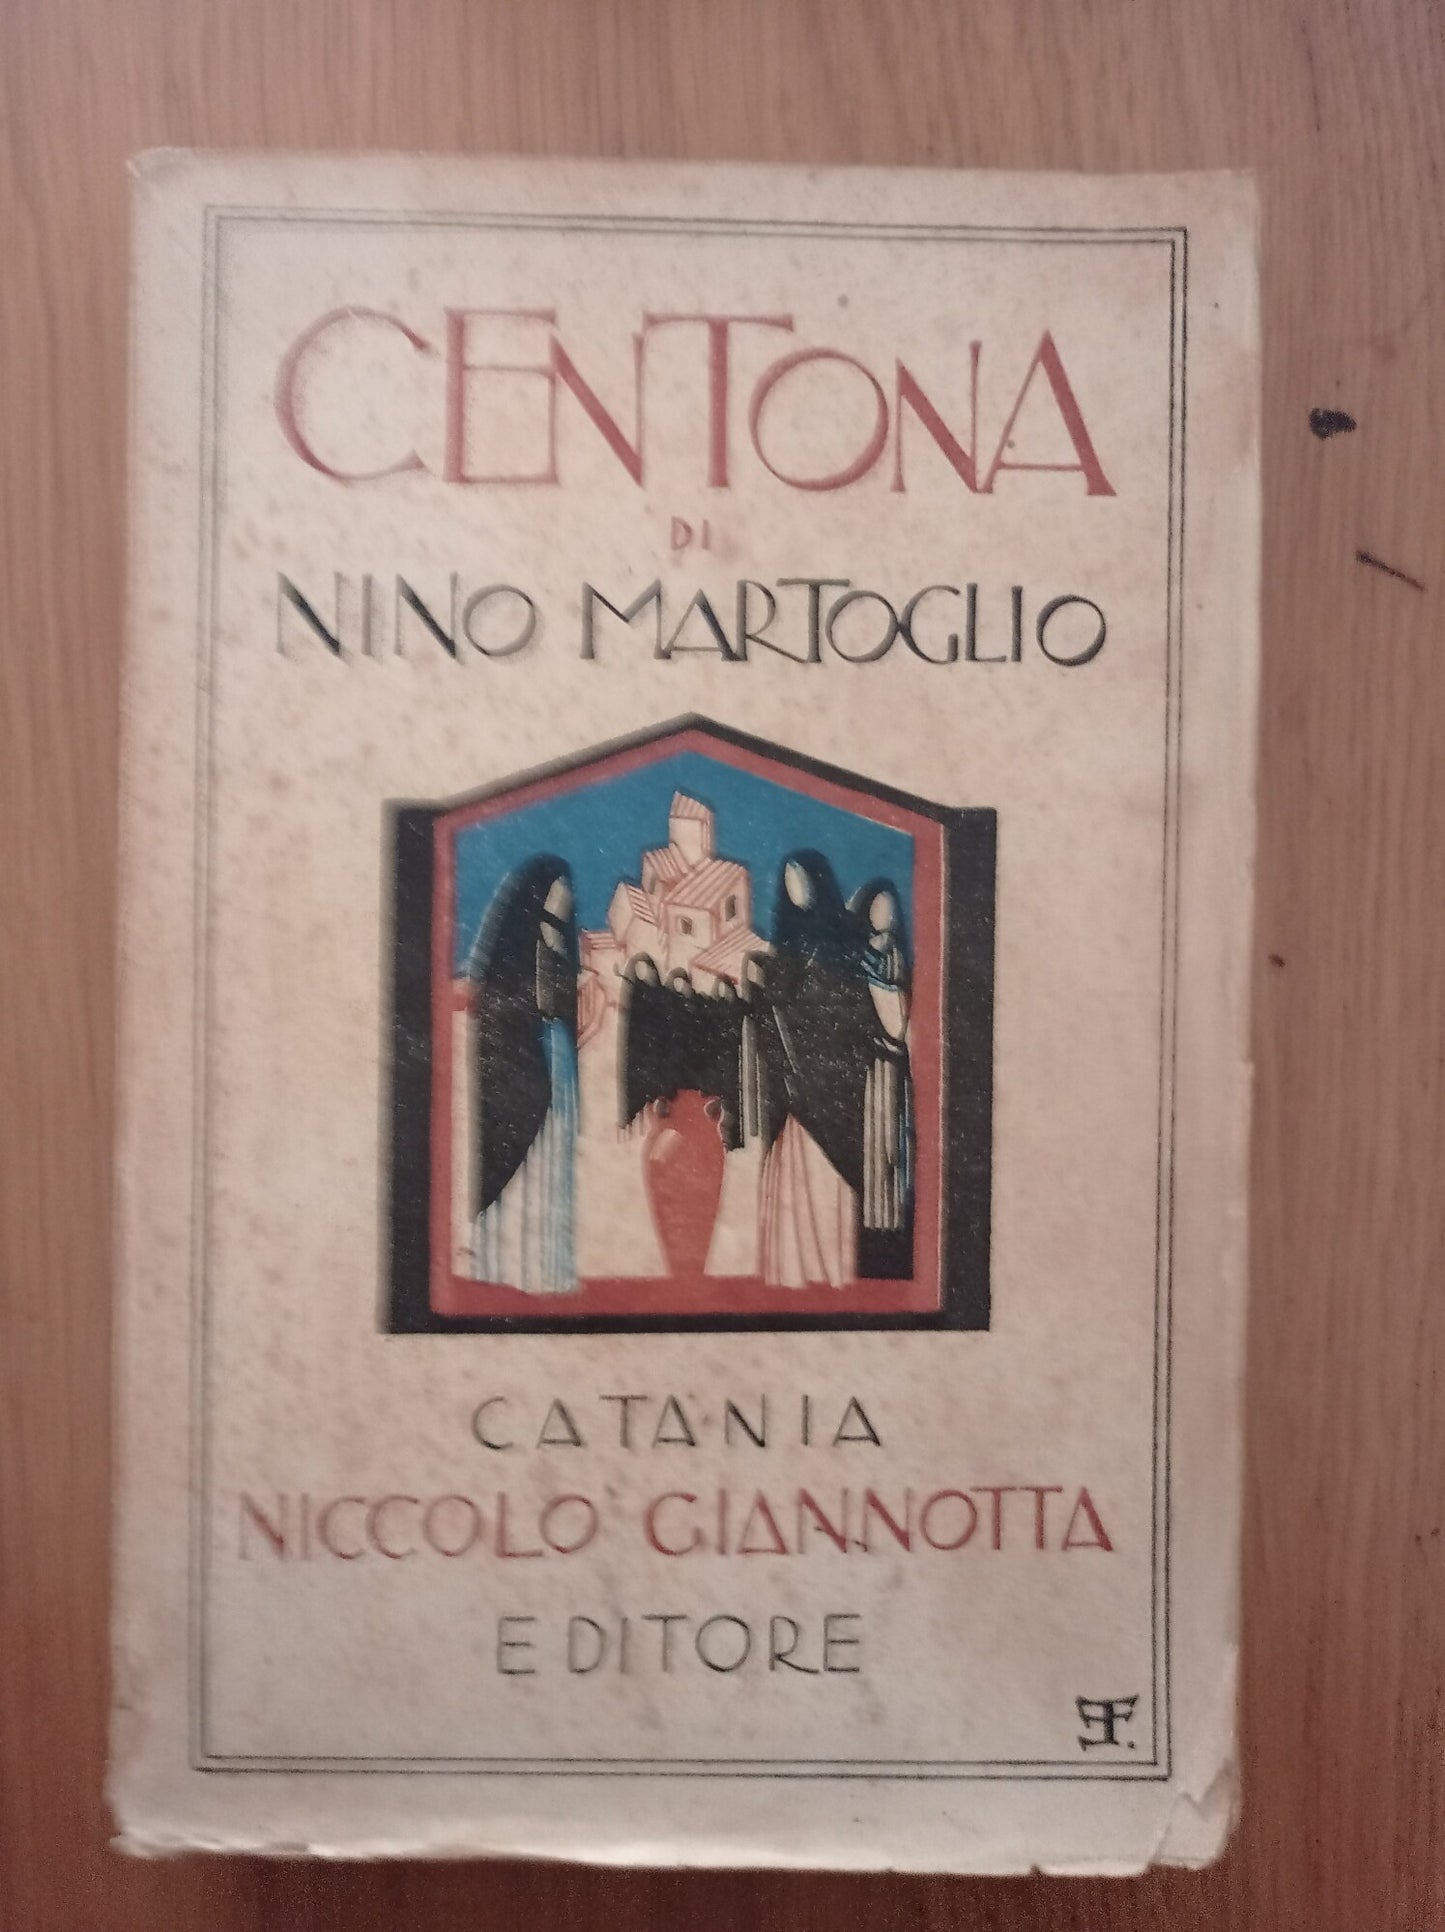 CENTONA
DI
NINO MARTOGLIO
CATANIA
NICCOLO' GIANNOTTA
EDITORE